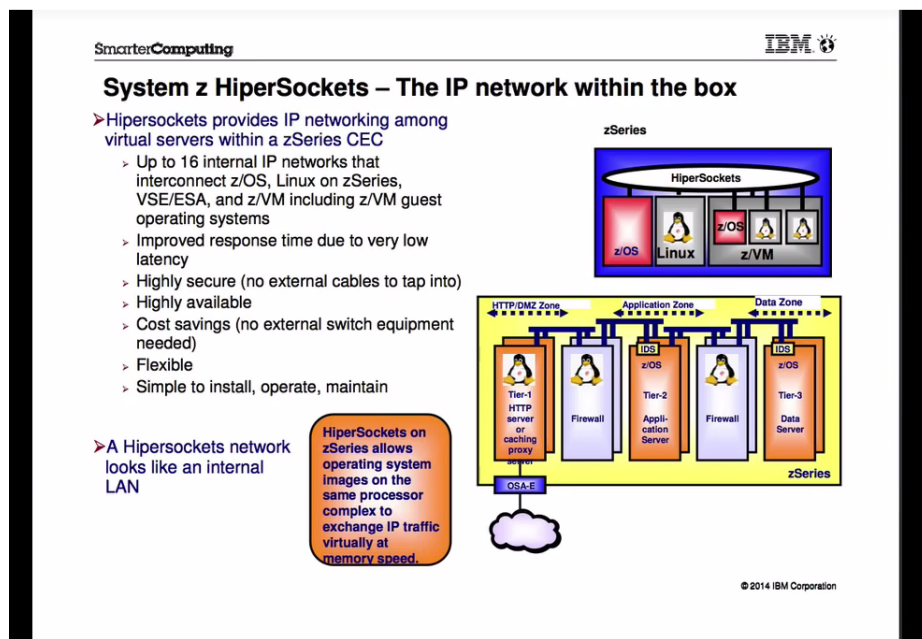 SmarterComputing
IBM
System z HiperSockets – The IP network within the box
Hipersockets provides IP networking among
virtual servers within a zSeries CEC
Up to 16 internal IP networks that
interconnect z/OS, Linux on zSeries,
VSE/ESA, and z/VM including z/VM guest
operating systems
Improved response time due to very low
latency
Highly secure (no external cables to tap into)
Highly available
Cost savings (no external switch equipment
needed)
Flexible
Simple to install, operate, maintain
A Hipersockets network
looks like an internal
LAN
HiperSockets on
zSeries allows
operating system
images on the
same processor
complex to
exchange IP traffic
virtually at
memory speed.
zSeries
HiperSockets
z/OS
Linux
z/OS
z/VM
HTTP/DMZ Zone
Application Zone
Data Zone
Tier-1
HTTP
server
or
caching
proxy
server
Firewall
IDS
z/OS
Tier-2
Appli-
cation
Server
Firewall
IDS
z/OS
Tier-3
Data
Server
zSeries
OSA-E
© 2014 IBM Corporation